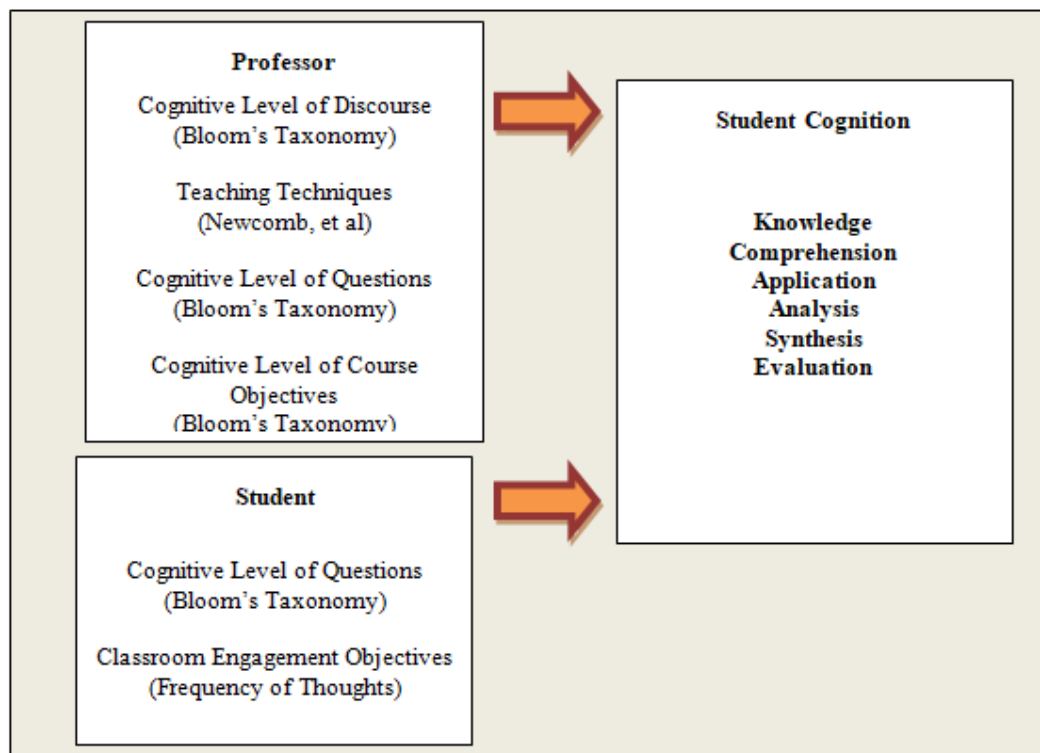 Professor
Cognitive Level of Discourse
(Bloom's Taxonomy)
Teaching Techniques
(Newcomb, et al)
Cognitive Level of Questions
(Bloom's Taxonomy)
Cognitive Level of Course
Objectives
(Bloom's Taxonomy)
Student
Cognitive Level of Questions
(Bloom's Taxonomy)
Classroom Engagement Objectives
(Frequency of Thoughts)
Student Cognition
Knowledge
Comprehension
Application
Analysis
Synthesis
Evaluation